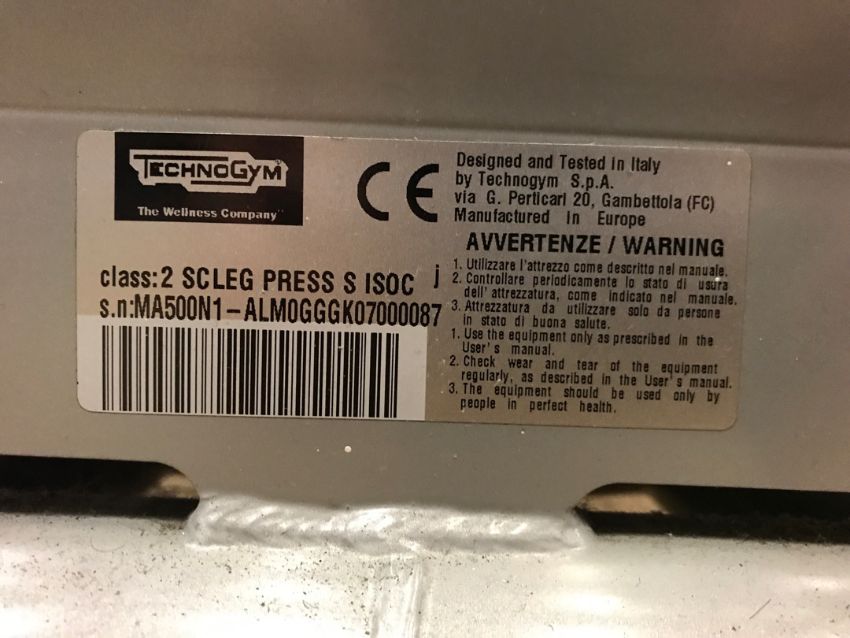 TECHNOGYM
The Wellness Company
CE
Designed and Tested in Italy
by Technogym S.p.A.
via G. Perticari 20, Gambettola (FC)
Manufactured In Europe
class: 2 SCLEG PRESS S ISOC j
s.n:MA500N1-ALM0GGGK07000087
AVVERTENZE / WARNING
1. Utilizzare l'attrezzo come descritto nel manuale.
2. Controllare periodicamente lo stato di usura
dell' attrezzatura, come indicato nel manuale.
3. Attrezzatura da utilizzare solo da persone
in stato di buona salute.
1. Use the equipment only as prescribed in the
User's manual.
2. Check wear and tear of the equipment
regularly, as described in the User's manual.
3. The equipment should be used only by
people in perfect health.